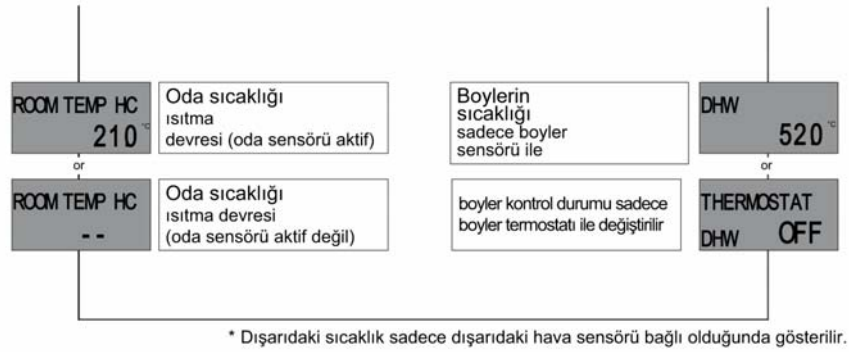 ROOM TEMP HC
210 °C
Oda sıcaklığı
ısıtma
devresi (oda sensörü aktif)
or
ROOM TEMP HC
- -
Oda sıcaklığı
ısıtma devresi
(oda sensörü aktif değil)
Boylerin
sıcaklığı
sadece boyler
sensörü ile
DHW
520 °
or
boyler kontrol durumu sadece
boyler termostatı ile değiştirilir
THERMOSTAT
DHW OFF
* Dışarıdaki sıcaklık sadece dışarıdaki hava sensörü bağlı olduğunda gösterilir.